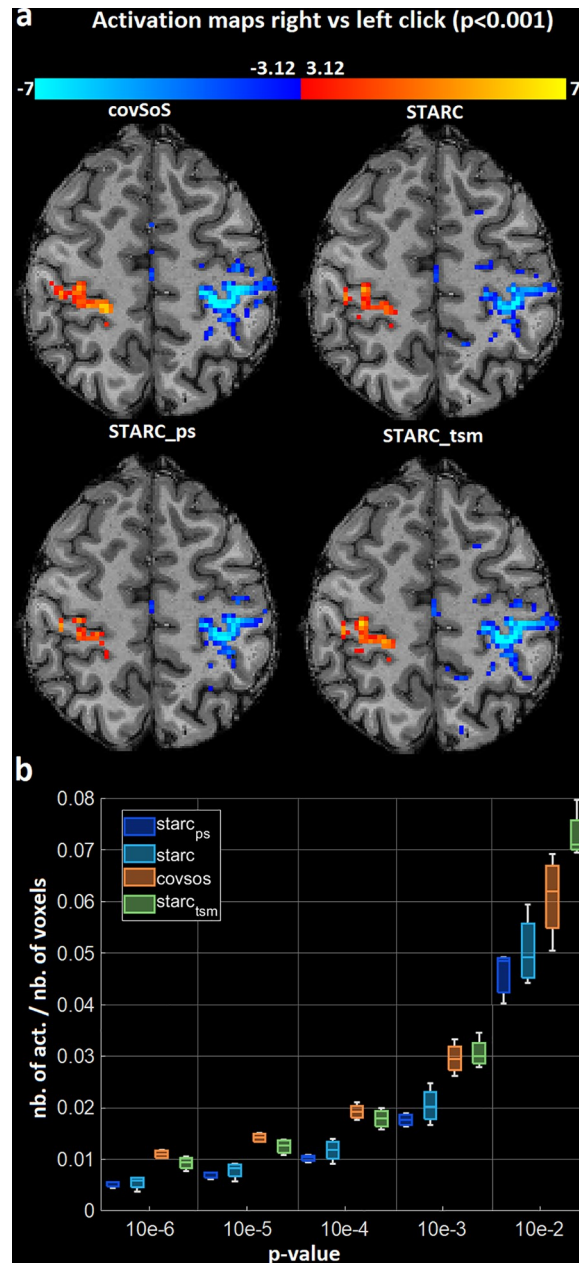 a Activation maps right vs left click (p<0.001)
-3.12 3.12
-7 7
covSoS STARC
STARC_ps STARC_tsm
b
0.08
0.07
0.06
0.05
0.04
0.03
0.02
0.01
0
nb. of act. / nb. of voxels
starc_ps
starc
covsos
starc_tsm
10e-6 10e-5 10e-4 10e-3 10e-2
p-value